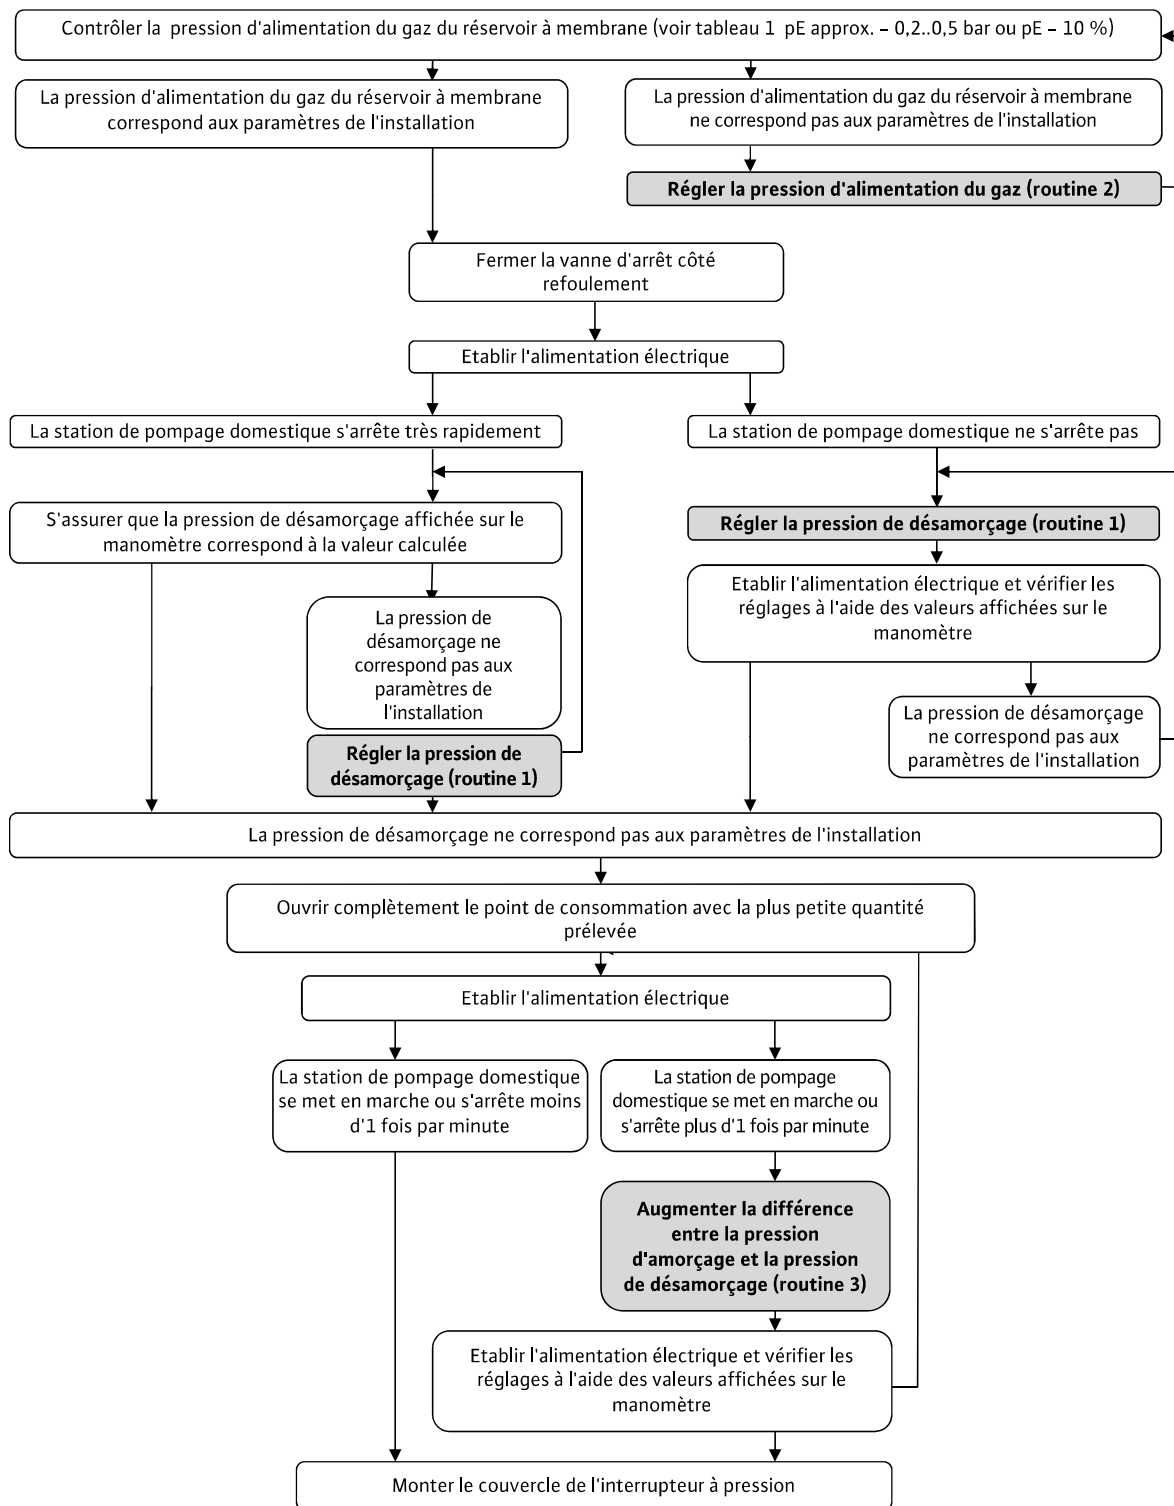 Contrôler la pression d'alimentation du gaz du réservoir à membrane (voir tableau 1 pE approx. – 0,2..0,5 bar ou pE – 10 %)
La pression d'alimentation du gaz du réservoir à membrane
correspond aux paramètres de l'installation
La pression d'alimentation du gaz du réservoir à membrane
ne correspond pas aux paramètres de l'installation
Régler la pression d'alimentation du gaz (routine 2)
Fermer la vanne d'arrêt côté
refoulement
Etablir l'alimentation électrique
La station de pompage domestique s'arrête très rapidement
La station de pompage domestique ne s'arrête pas
S'assurer que la pression de désamorçage affichée sur le
manomètre correspond à la valeur calculée
Régler la pression de désamorçage (routine 1)
Etablir l'alimentation électrique et vérifier les
réglages à l'aide des valeurs affichées sur le
manomètre
La pression de
désamorçage ne
correspond pas aux
paramètres de
l'installation
La pression de désamorçage
ne correspond pas aux
paramètres de l'installation
Régler la pression de
désamorçage (routine 1)
La pression de désamorçage ne correspond pas aux paramètres de l'installation
Ouvrir complètement le point de consommation avec la plus petite quantité
prélevée
Etablir l'alimentation électrique
La station de pompage domestique
se met en marche ou s'arrête moins
d'1 fois par minute
La station de pompage
domestique se met en marche ou
s'arrête plus d'1 fois par minute
Augmenter la différence
entre la pression
d'amorçage et la pression
de désamorçage (routine 3)
Etablir l'alimentation électrique et vérifier les
réglages à l'aide des valeurs affichées sur le
manomètre
Monter le couvercle de l'interrupteur à pression